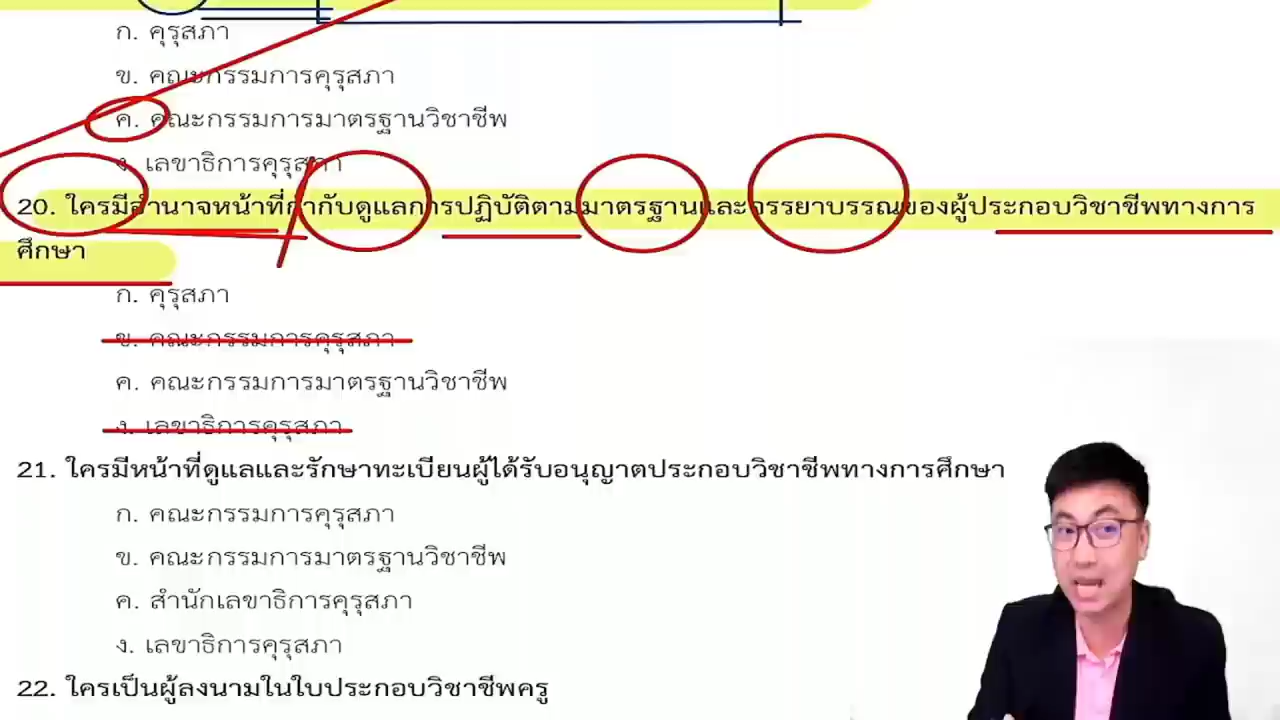 ก. คุรุสภา
ข. คณะกรรมการคุรุสภา
ค. คณะกรรมการมาตรฐานวิชาชีพ
ง. เลขาธิการคุรุสภา
20. ใครมีอำนาจหน้าที่กำกับดูแลการปฏิบัติตามมาตรฐานและจรรยาบรรณของผู้ประกอบวิชาชีพทางการ
ศึกษา
ก. คุรุสภา
ข. คณะกรรมการคุรุสภา
ค. คณะกรรมการมาตรฐานวิชาชีพ
ง. เลขาธิการคุรุสภา
21. ใครมีหน้าที่ดูแลและรักษาทะเบียนผู้ได้รับอนุญาตประกอบวิชาชีพทางการศึกษา
ก. คณะกรรมการคุรุสภา
ข. คณะกรรมการมาตรฐานวิชาชีพ
ค. สำนักเลขาธิการคุรุสภา
ง. เลขาธิการคุรุสภา
22. ใครเป็นผู้ลงนามในใบประกอบวิชาชีพครู